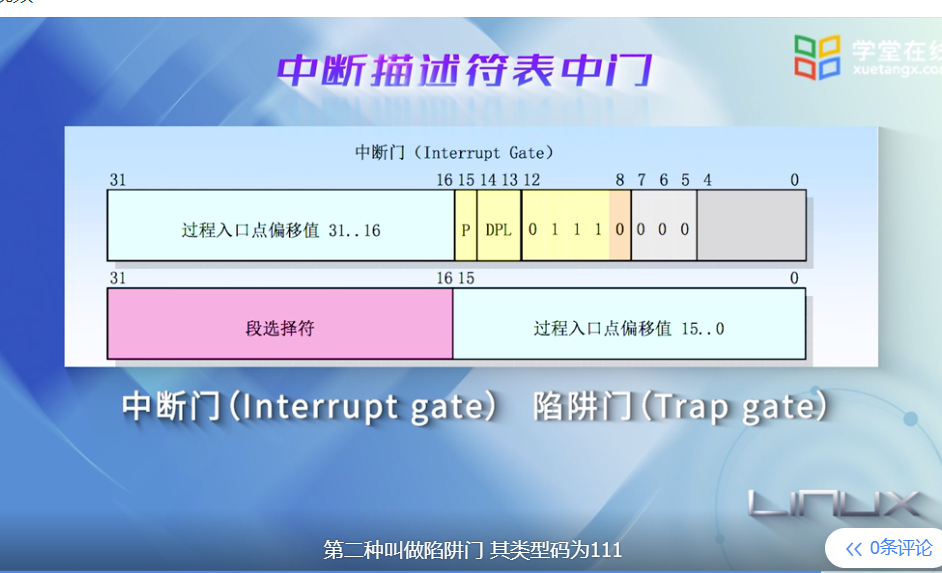 中断描述符表中门
学堂在线
xuetangx.com
中断门（Interrupt Gate）
31 16 15 14 13 12 8 7 6 5 4 0
过程入口点偏移值 31..16 P DPL 0 1 1 1 0 0 0 0
31 16 15 0
段选择符 过程入口点偏移值 15..0
中断门(Interrupt gate) 陷阱门(Trap gate)
LINUX
第二种叫做陷阱门 其类型码为111
0条评论